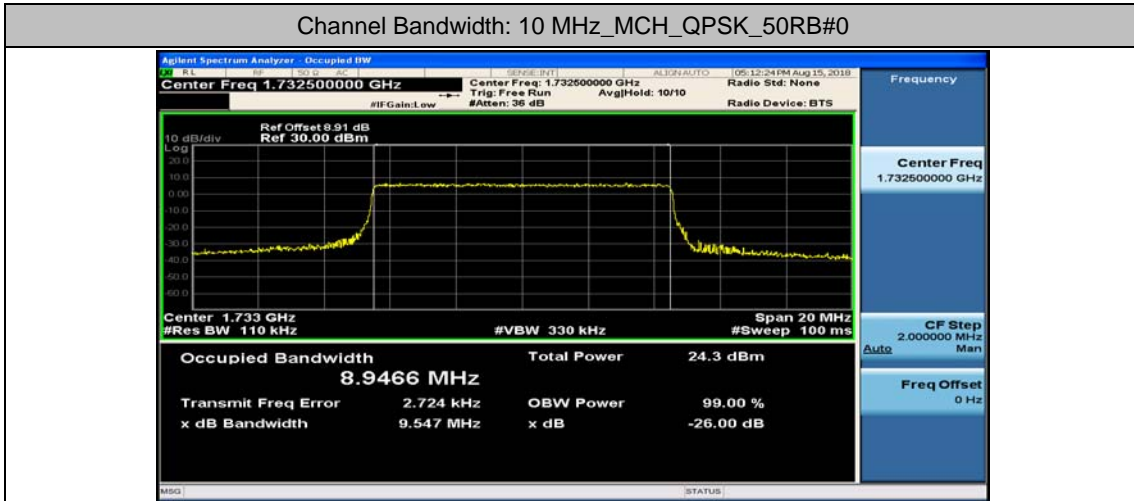 Channel Bandwidth: 10 MHz_MCH_QPSK_50RB#0
Agilent Spectrum Analyzer - Occupied BW
RL RF 50 Ω AC SENSE:INT ALIGN AUTO 05:12:24 PM Aug 15, 2018
Center Freq 1.732500000 GHz Center Freq: 1.732500000 GHz Radio Std: None
Trig: Free Run Avg|Hold: 10/10
#IFGain:Low #Atten: 36 dB Radio Device: BTS
Ref Offset 8.91 dB
10 dB/div Ref 30.00 dBm
Log
20.0
10.0
0.00
-10.0
-20.0
-30.0
-40.0
-50.0
-60.0
Center 1.733 GHz Span 20 MHz
#Res BW 110 kHz #VBW 330 kHz #Sweep 100 ms
Occupied Bandwidth Total Power 24.3 dBm
8.9466 MHz
Transmit Freq Error 2.724 kHz OBW Power 99.00 %
x dB Bandwidth 9.547 MHz x dB -26.00 dB
MSG STATUS
Frequency
Center Freq
1.732500000 GHz
CF Step
2.000000 MHz
Auto Man
Freq Offset
0 Hz